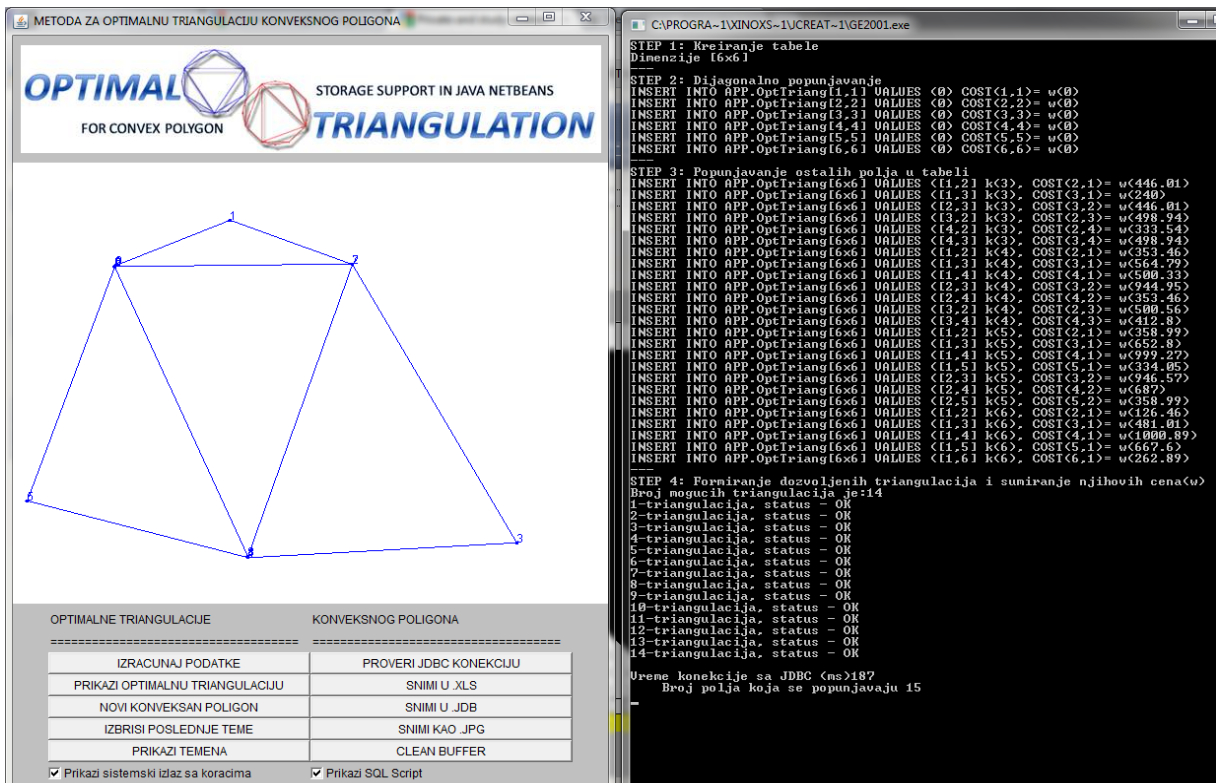 METODA ZA OPTIMALNU TRIANGULACIJU KONVEKSNOG POLIGONA
OPTIMAL
FOR CONVEX POLYGON
STORAGE SUPPORT IN JAVA NETBEANS
TRIANGULATION
1
5
3
OPTIMALNE TRIANGULACIJE
KONVEKSNOG POLIGONA
====================================
====================================
IZRACUNAJ PODATKE
PROVERI JDBC KONEKCIJU
PRIKAZI OPTIMALNU TRIANGULACIJU
SNIMI U .XLS
NOVI KONVEKSAN POLIGON
SNIMI U .JDB
IZBRISI POSLEDNJE TEME
SNIMI KAO .JPG
PRIKAZI TEMENA
CLEAN BUFFER
Prikazi sistemski izlaz sa koracima
Prikazi SQL Script
C:\PROGRA~1\XINOXS~1\JCREAT~1\GE2001.exe
STEP 1: Kreiranje tabele
Dimenzije [6x6]
---
STEP 2: Dijagonalno popunjavanje
INSERT INTO APP.OptTriang[1,1] VALUES (0) COST(1,1)= w(0)
INSERT INTO APP.OptTriang[2,2] VALUES (0) COST(2,2)= w(0)
INSERT INTO APP.OptTriang[3,3] VALUES (0) COST(3,3)= w(0)
INSERT INTO APP.OptTriang[4,4] VALUES (0) COST(4,4)= w(0)
INSERT INTO APP.OptTriang[5,5] VALUES (0) COST(5,5)= w(0)
INSERT INTO APP.OptTriang[6,6] VALUES (0) COST(6,6)= w(0)
---
STEP 3: Popunjavanje ostalih polja u tabeli
INSERT INTO APP.OptTriang[6x6] VALUES ([1,2] k(3), COST(2,1)= w(446.01)
INSERT INTO APP.OptTriang[6x6] VALUES ([1,3] k(3), COST(3,1)= w(240)
INSERT INTO APP.OptTriang[6x6] VALUES ([2,3] k(3), COST(3,2)= w(446.01)
INSERT INTO APP.OptTriang[6x6] VALUES ([3,2] k(3), COST(2,3)= w(498.94)
INSERT INTO APP.OptTriang[6x6] VALUES ([4,2] k(3), COST(2,4)= w(333.54)
INSERT INTO APP.OptTriang[6x6] VALUES ([4,3] k(3), COST(3,4)= w(498.94)
INSERT INTO APP.OptTriang[6x6] VALUES ([1,2] k(4), COST(2,1)= w(353.46)
INSERT INTO APP.OptTriang[6x6] VALUES ([1,3] k(4), COST(3,1)= w(564.79)
INSERT INTO APP.OptTriang[6x6] VALUES ([1,4] k(4), COST(4,1)= w(500.33)
INSERT INTO APP.OptTriang[6x6] VALUES ([2,3] k(4), COST(3,2)= w(944.95)
INSERT INTO APP.OptTriang[6x6] VALUES ([2,4] k(4), COST(4,2)= w(353.46)
INSERT INTO APP.OptTriang[6x6] VALUES ([3,2] k(4), COST(2,3)= w(500.56)
INSERT INTO APP.OptTriang[6x6] VALUES ([3,4] k(4), COST(4,3)= w(412.8)
INSERT INTO APP.OptTriang[6x6] VALUES ([1,2] k(5), COST(2,1)= w(358.99)
INSERT INTO APP.OptTriang[6x6] VALUES ([1,3] k(5), COST(3,1)= w(652.8)
INSERT INTO APP.OptTriang[6x6] VALUES ([1,4] k(5), COST(4,1)= w(999.27)
INSERT INTO APP.OptTriang[6x6] VALUES ([1,5] k(5), COST(5,1)= w(334.05)
INSERT INTO APP.OptTriang[6x6] VALUES ([2,3] k(5), COST(3,2)= w(946.57)
INSERT INTO APP.OptTriang[6x6] VALUES ([2,4] k(5), COST(4,2)= w(687)
INSERT INTO APP.OptTriang[6x6] VALUES ([2,5] k(5), COST(5,2)= w(358.99)
INSERT INTO APP.OptTriang[6x6] VALUES ([1,2] k(6), COST(2,1)= w(126.46)
INSERT INTO APP.OptTriang[6x6] VALUES ([1,3] k(6), COST(3,1)= w(481.01)
INSERT INTO APP.OptTriang[6x6] VALUES ([1,4] k(6), COST(4,1)= w(1000.89)
INSERT INTO APP.OptTriang[6x6] VALUES ([1,5] k(6), COST(5,1)= w(667.6)
INSERT INTO APP.OptTriang[6x6] VALUES ([1,6] k(6), COST(6,1)= w(262.89)
---
STEP 4: Formiranje dozvoljenih triangulacija i sumiranje njihovih cena(w)
Broj mogucih triangulacija je:14
1-triangulacija, status - OK
2-triangulacija, status - OK
3-triangulacija, status - OK
4-triangulacija, status - OK
5-triangulacija, status - OK
6-triangulacija, status - OK
7-triangulacija, status - OK
8-triangulacija, status - OK
9-triangulacija, status - OK
10-triangulacija, status - OK
11-triangulacija, status - OK
12-triangulacija, status - OK
13-triangulacija, status - OK
14-triangulacija, status - OK
Vreme konekcije sa JDBC (ms)187
Broj polja koja se popunjavaju 15